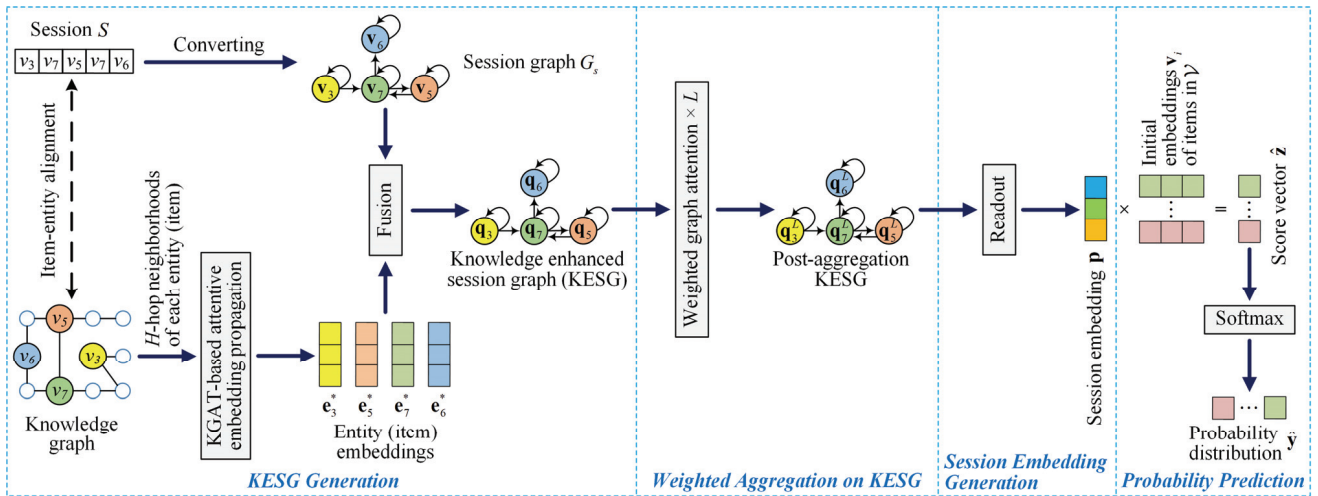 Session S
v3 v7 v5 v7 v6
Converting
v6
v3 v7 v5
Session graph Gs
Item-entity alignment
H-hop neighborhoods
of each entity (item)
KGAT-based attentive
embedding propagation
Fusion
v5
v6 v3
v7
Knowledge
graph
e3* e5* e7* e6*
Entity (item)
embeddings
q6
q3 q7 q5
Knowledge enhanced
session graph (KESG)
KESG Generation
Weighted graph attention × L
q6^L
q3^L q7^L q5^L
Post-aggregation
KESG
Weighted Aggregation on KESG
Readout
Session embedding p
Session Embedding
Generation
×
Initial
embeddings vi
of items in 𝒱
⋮
=
⋮
Score vector ẑ
Softmax
⋯
Probability
distribution ŷ
Probability Prediction